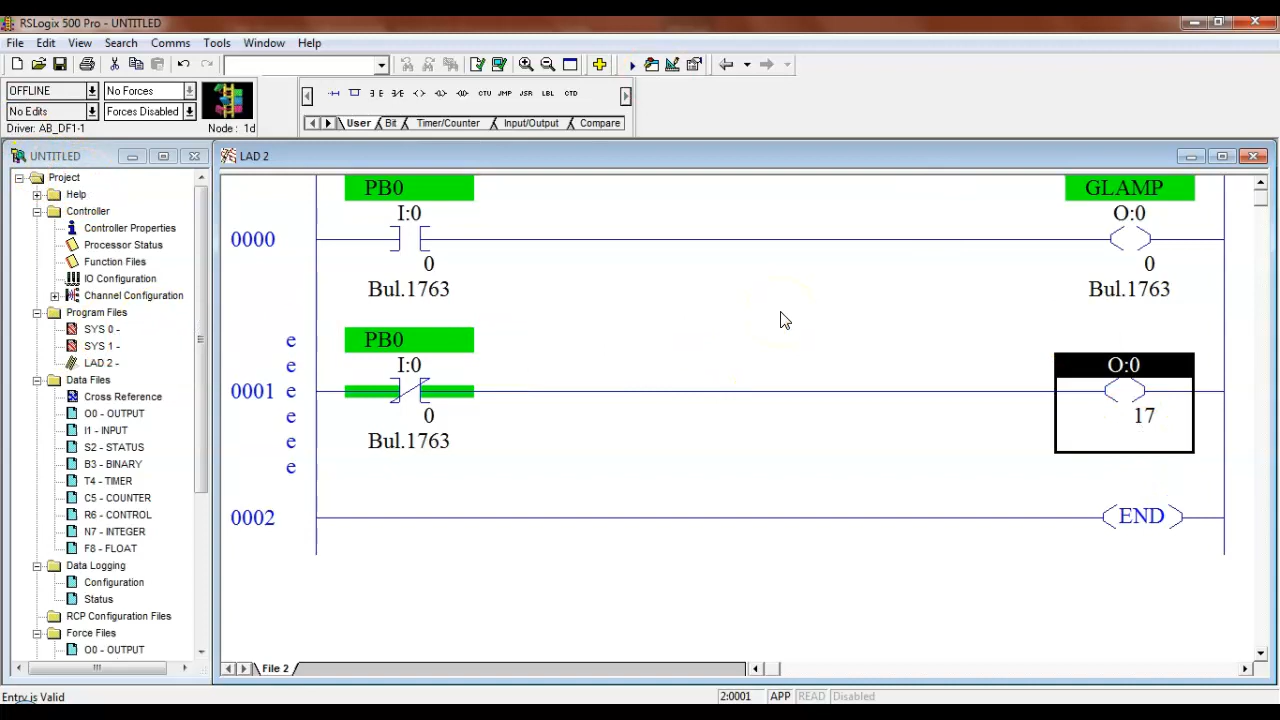 RSLogix 500 Pro - UNTITLED
File Edit View Search Comms Tools Window Help
OFFLINE No Forces
No Edits Forces Disabled
Driver: AB_DF1-1 Node : 1d
CTU JMP JSR LBL CTD
User Bit Timer/Counter Input/Output Compare
UNTITLED
Project
Help
Controller
Controller Properties
Processor Status
Function Files
IO Configuration
Channel Configuration
Program Files
SYS 0 -
SYS 1 -
LAD 2 -
Data Files
Cross Reference
O0 - OUTPUT
I1 - INPUT
S2 - STATUS
B3 - BINARY
T4 - TIMER
C5 - COUNTER
R6 - CONTROL
N7 - INTEGER
F8 - FLOAT
Data Logging
Configuration
Status
RCP Configuration Files
Force Files
O0 - OUTPUT
LAD 2
PB0 GLAMP
I:0 O:0
0000
0 0
Bul.1763 Bul.1763
e PB0
e I:0 O:0
0001 e
e 0 17
e Bul.1763
e
0002 END
File 2
Entry is Valid 2:0001 APP READ Disabled